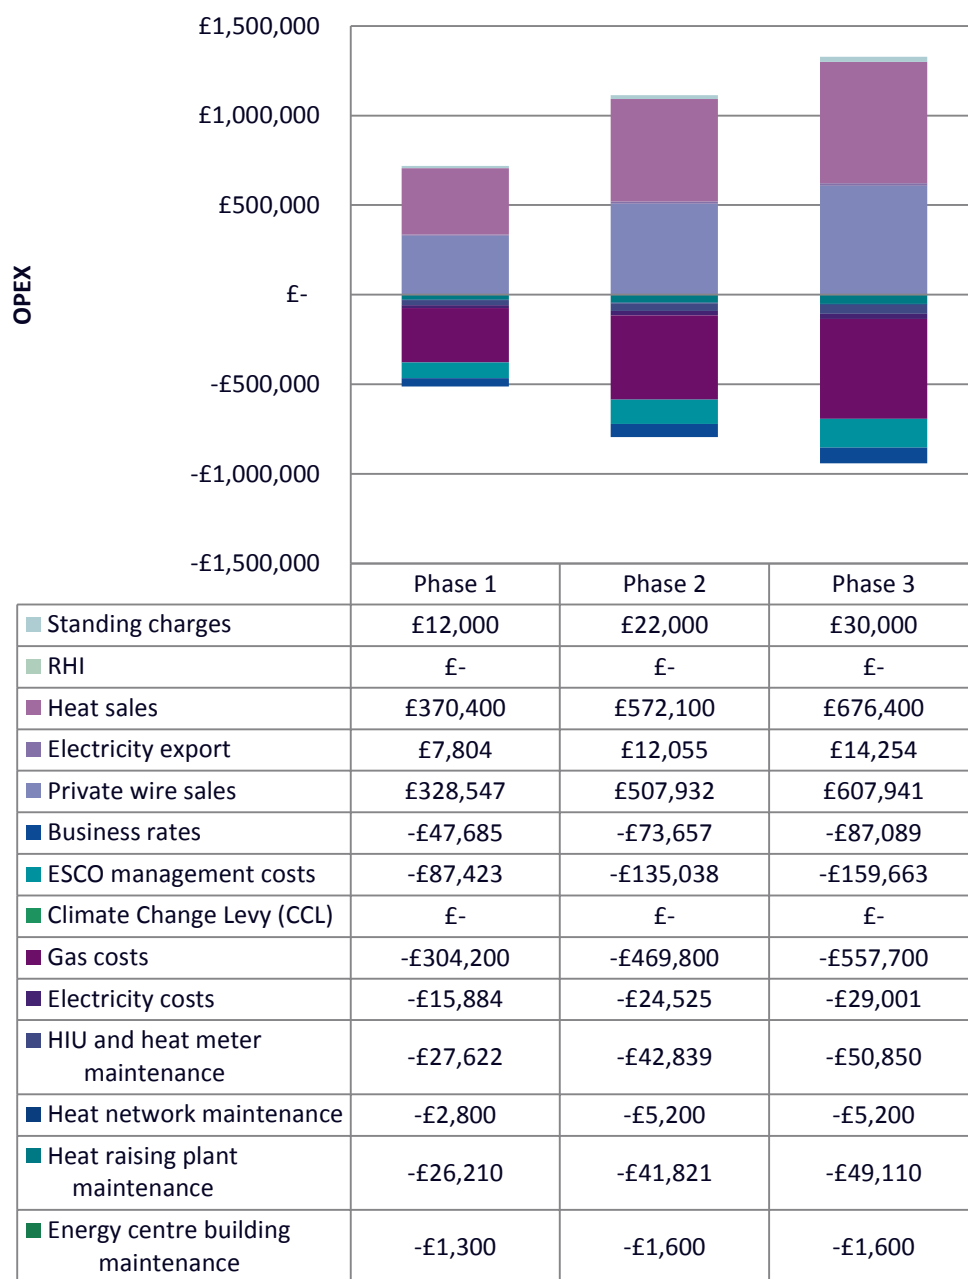 £1,500,000
£1,000,000
£500,000
£-
-£500,000
-£1,000,000
-£1,500,000
OPEX
Phase 1 Phase 2 Phase 3
Standing charges £12,000 £22,000 £30,000
RHI £- £- £-
Heat sales £370,400 £572,100 £676,400
Electricity export £7,804 £12,055 £14,254
Private wire sales £328,547 £507,932 £607,941
Business rates -£47,685 -£73,657 -£87,089
ESCO management costs -£87,423 -£135,038 -£159,663
Climate Change Levy (CCL) £- £- £-
Gas costs -£304,200 -£469,800 -£557,700
Electricity costs -£15,884 -£24,525 -£29,001
HIU and heat meter
maintenance -£27,622 -£42,839 -£50,850
Heat network maintenance -£2,800 -£5,200 -£5,200
Heat raising plant
maintenance -£26,210 -£41,821 -£49,110
Energy centre building
maintenance -£1,300 -£1,600 -£1,600